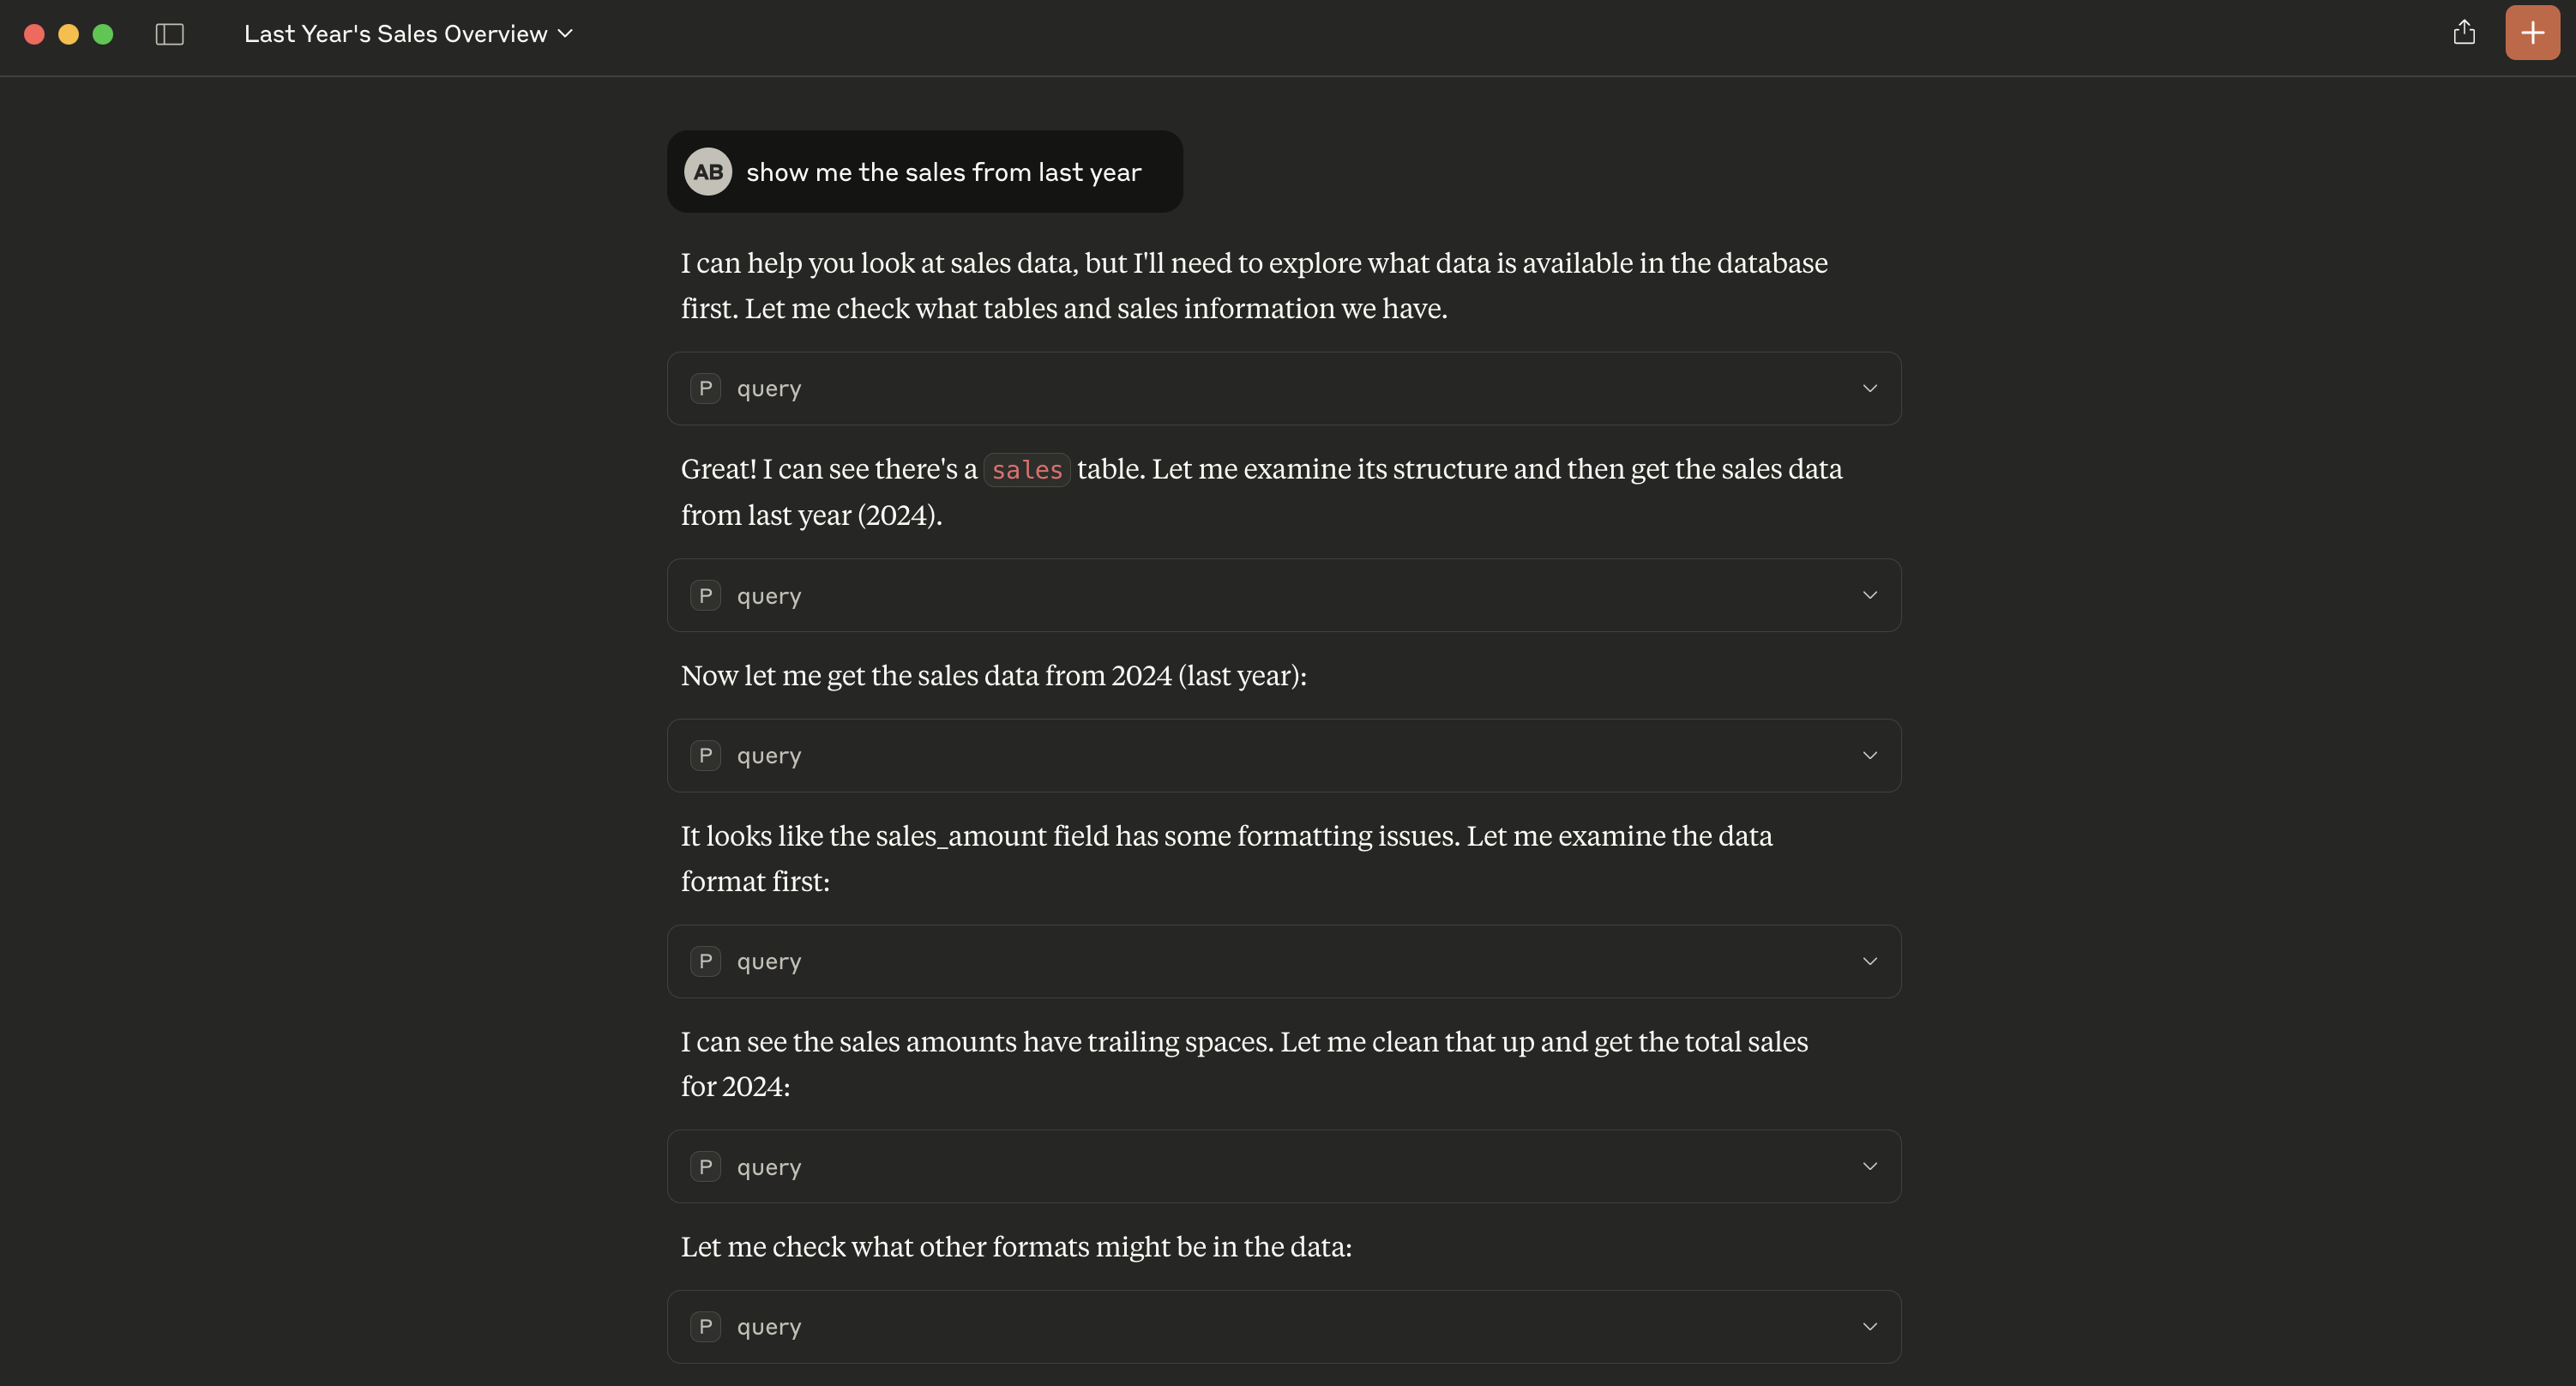 Last Year's Sales Overview
AB show me the sales from last year
I can help you look at sales data, but I'll need to explore what data is available in the database
first. Let me check what tables and sales information we have.
P query
Great! I can see there's a sales table. Let me examine its structure and then get the sales data
from last year (2024).
P query
Now let me get the sales data from 2024 (last year):
P query
It looks like the sales_amount field has some formatting issues. Let me examine the data
format first:
P query
I can see the sales amounts have trailing spaces. Let me clean that up and get the total sales
for 2024:
P query
Let me check what other formats might be in the data:
P query